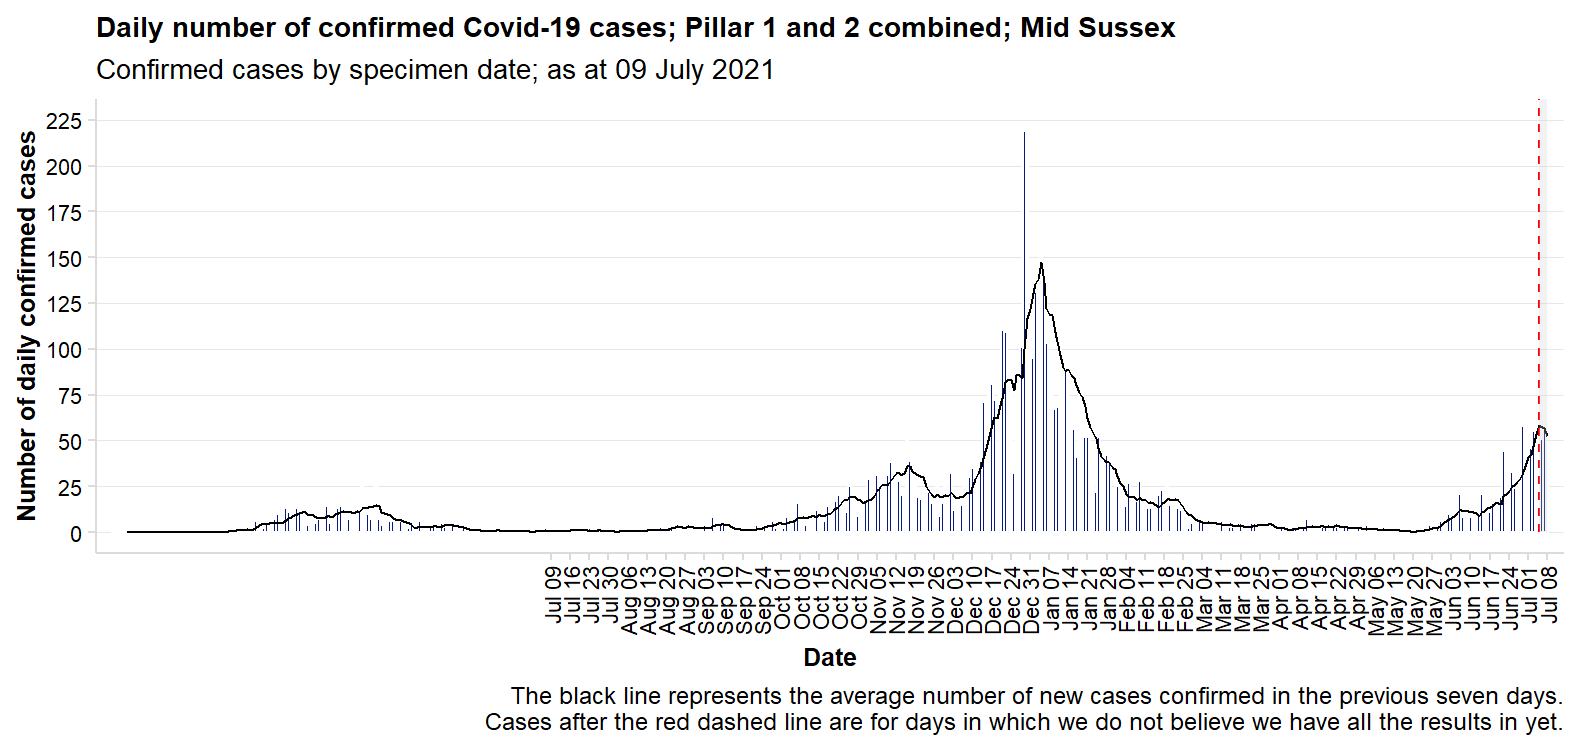 Daily number of confirmed Covid-19 cases; Pillar 1 and 2 combined; Mid Sussex
Confirmed cases by specimen date; as at 09 July 2021
Number of daily confirmed cases
225
200
175
150
125
100
75
50
25
0
Jul 09
Jul 16
Jul 23
Jul 30
Aug 06
Aug 13
Aug 20
Aug 27
Sep 03
Sep 10
Sep 17
Sep 24
Oct 01
Oct 08
Oct 15
Oct 22
Oct 29
Nov 05
Nov 12
Nov 19
Nov 26
Dec 03
Dec 10
Dec 17
Dec 24
Dec 31
Jan 07
Jan 14
Jan 21
Jan 28
Feb 04
Feb 11
Feb 18
Feb 25
Mar 04
Mar 11
Mar 18
Mar 25
Apr 01
Apr 08
Apr 15
Apr 22
Apr 29
May 06
May 13
May 20
May 27
Jun 03
Jun 10
Jun 17
Jun 24
Jul 01
Jul 08
Date
The black line represents the average number of new cases confirmed in the previous seven days.
Cases after the red dashed line are for days in which we do not believe we have all the results in yet.